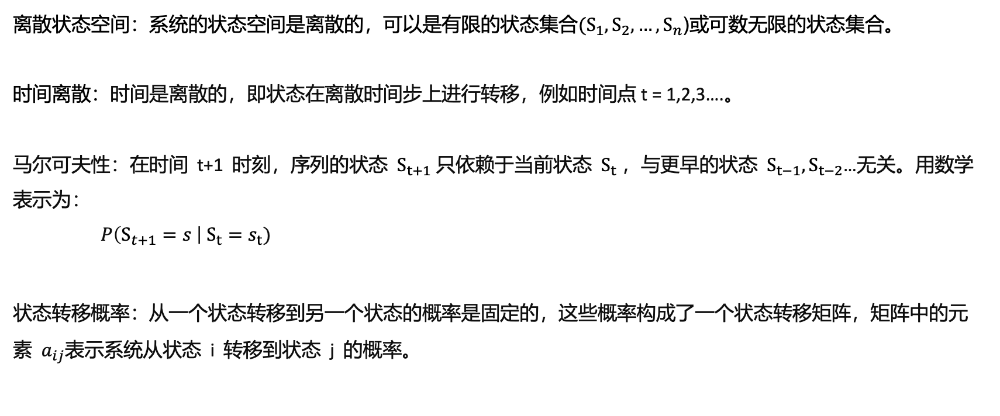 离散状态空间：系统的状态空间是离散的，可以是有限的状态集合(S₁, S₂, … , Sₙ)或可数无限的状态集合。
时间离散：时间是离散的，即状态在离散时间步上进行转移，例如时间点 t = 1,2,3….。
马尔可夫性：在时间 t+1 时刻，序列的状态 S_{t+1} 只依赖于当前状态 S_t ，与更早的状态 S_{t−1}, S_{t−2}…无关。用数学
表示为：
P(S_{t+1} = s | S_t = s_t)
状态转移概率：从一个状态转移到另一个状态的概率是固定的，这些概率构成了一个状态转移矩阵，矩阵中的元
素 a_{ij}表示系统从状态 i 转移到状态 j 的概率。